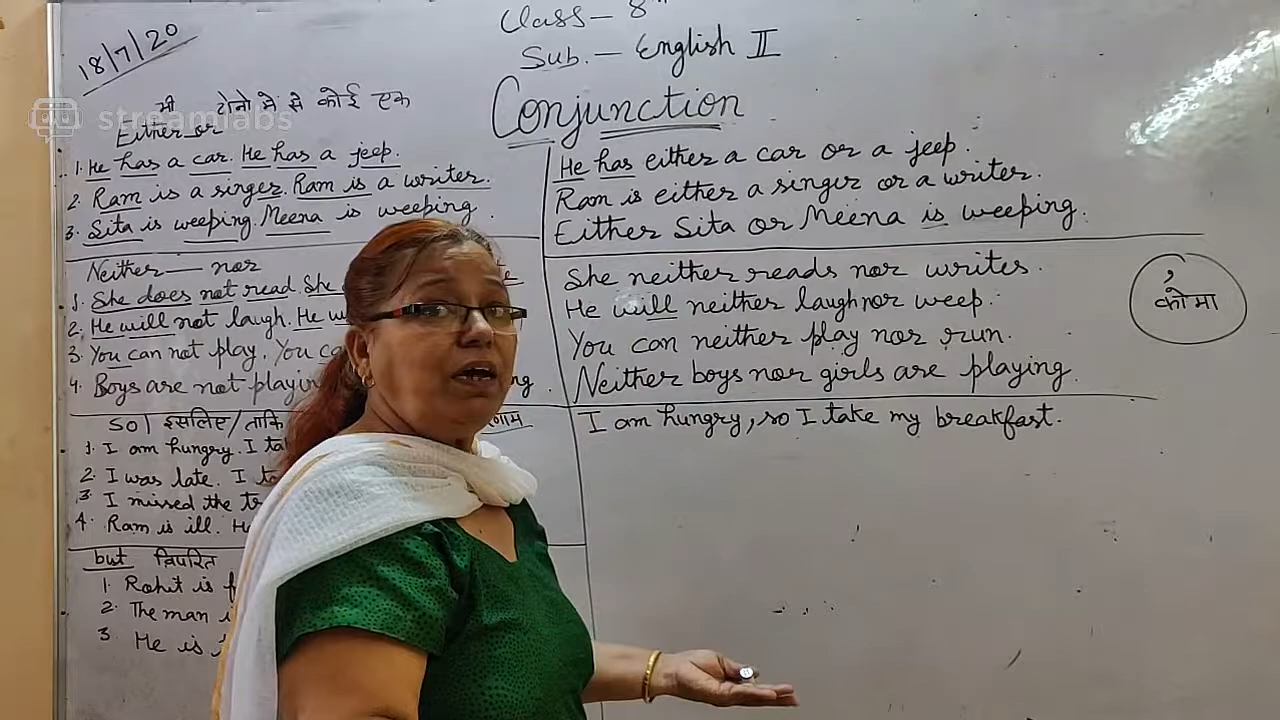 18/7/20
Class - 8th
Sub. - English II
Conjunction
streamlabs
या दोनो में से कोई एक
Either or
1. He has a car. He has a jeep.
2. Ram is a singer. Ram is a writer.
3. Sita is weeping. Meena is weeping.
He has either a car or a jeep.
Ram is either a singer or a writer.
Either Sita or Meena is weeping.
Neither — nor
1. She does not read. She
2. He will not laugh. He
3. You can not play. You
4. Boys are not
She neither reads nor writes.
He will neither laugh nor weep.
You can neither play nor run.
Neither boys nor girls are playing.
,
कोमा
so | इसलिए/ताकि
1. I am hungry. I
2. I was late. I
3. I missed the
4. Ram is ill.
I am hungry, so I take my breakfast.
but विपरित
1. Rohit is
2. The man
3. He is